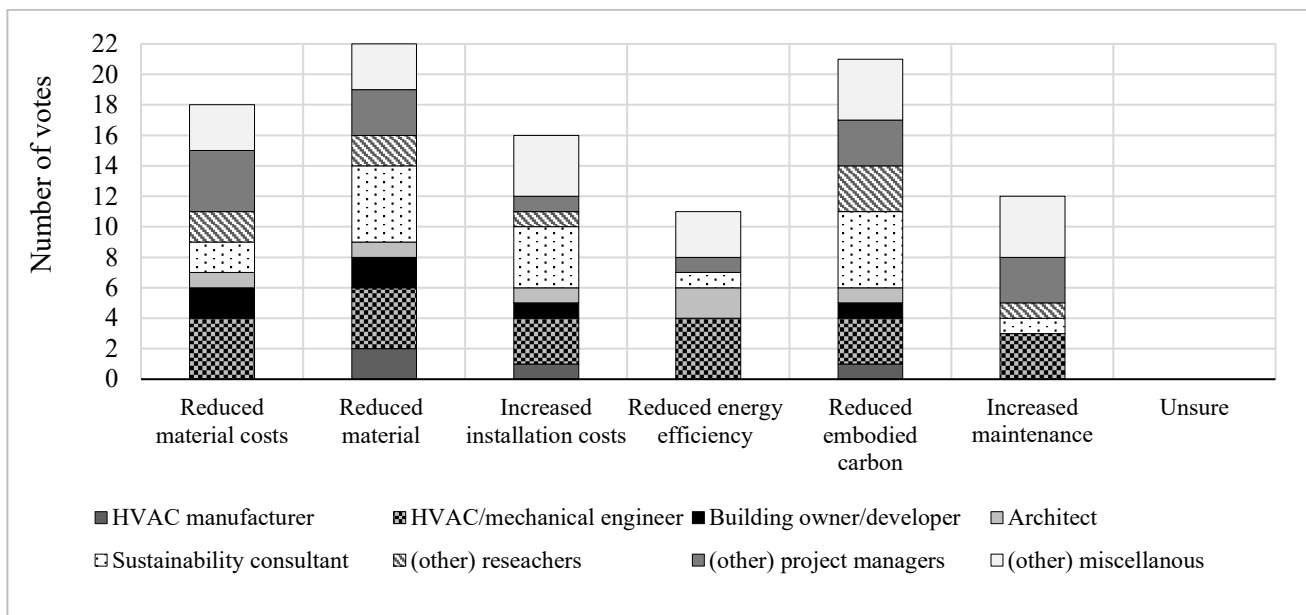 Number of votes
22
20
18
16
14
12
10
8
6
4
2
0
Reduced
material costs
Reduced
material
Increased
installation costs
Reduced energy
efficiency
Reduced
embodied
carbon
Increased
maintenance
Unsure
HVAC manufacturer
HVAC/mechanical engineer
Building owner/developer
Architect
Sustainability consultant
(other) reseachers
(other) project managers
(other) miscellanous